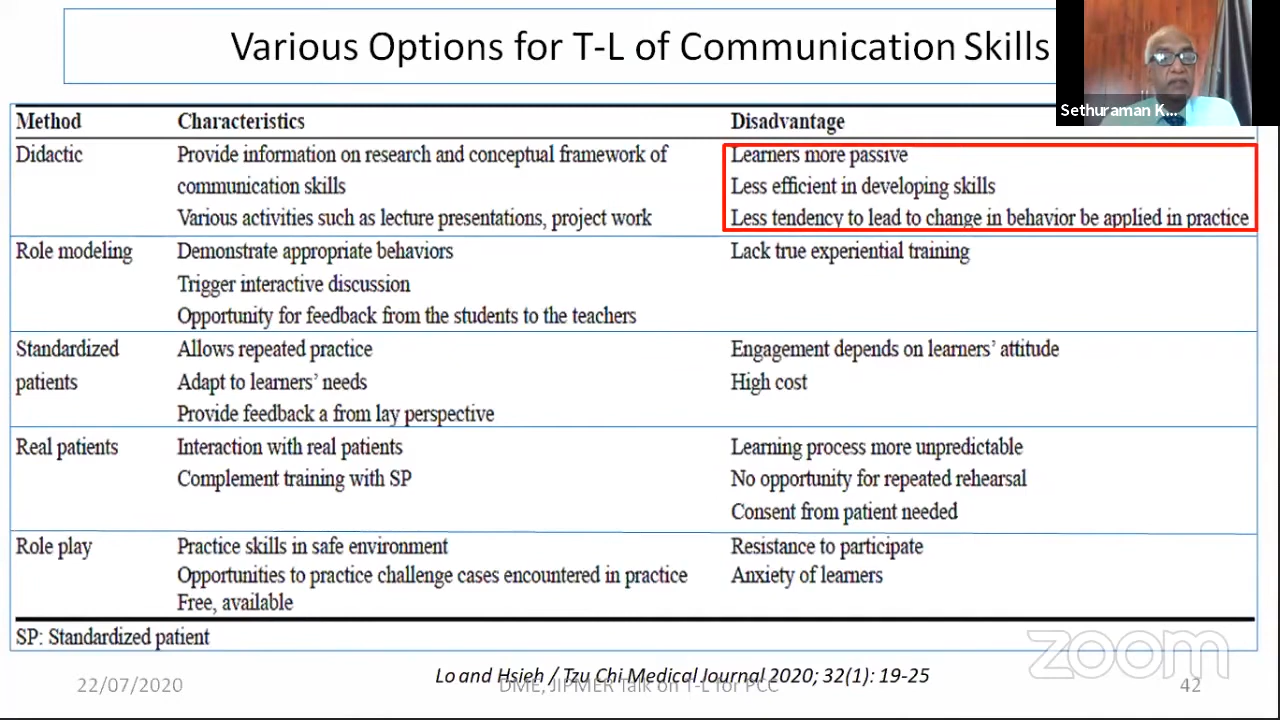 Various Options for T-L of Communication Skills
Sethuraman K...
Method Characteristics Disadvantage
Didactic Provide information on research and conceptual framework of Learners more passive
communication skills Less efficient in developing skills
Various activities such as lecture presentations, project work Less tendency to lead to change in behavior be applied in practice
Role modeling Demonstrate appropriate behaviors Lack true experiential training
Trigger interactive discussion
Opportunity for feedback from the students to the teachers
Standardized Allows repeated practice Engagement depends on learners’ attitude
patients Adapt to learners’ needs High cost
Provide feedback a from lay perspective
Real patients Interaction with real patients Learning process more unpredictable
Complement training with SP No opportunity for repeated rehearsal
Consent from patient needed
Role play Practice skills in safe environment Resistance to participate
Opportunities to practice challenge cases encountered in practice Anxiety of learners
Free, available
SP: Standardized patient
zoom
Lo and Hsieh / Tzu Chi Medical Journal 2020; 32(1): 19-25
22/07/2020 DME, JIPMER Talk on T-L for PCC 42